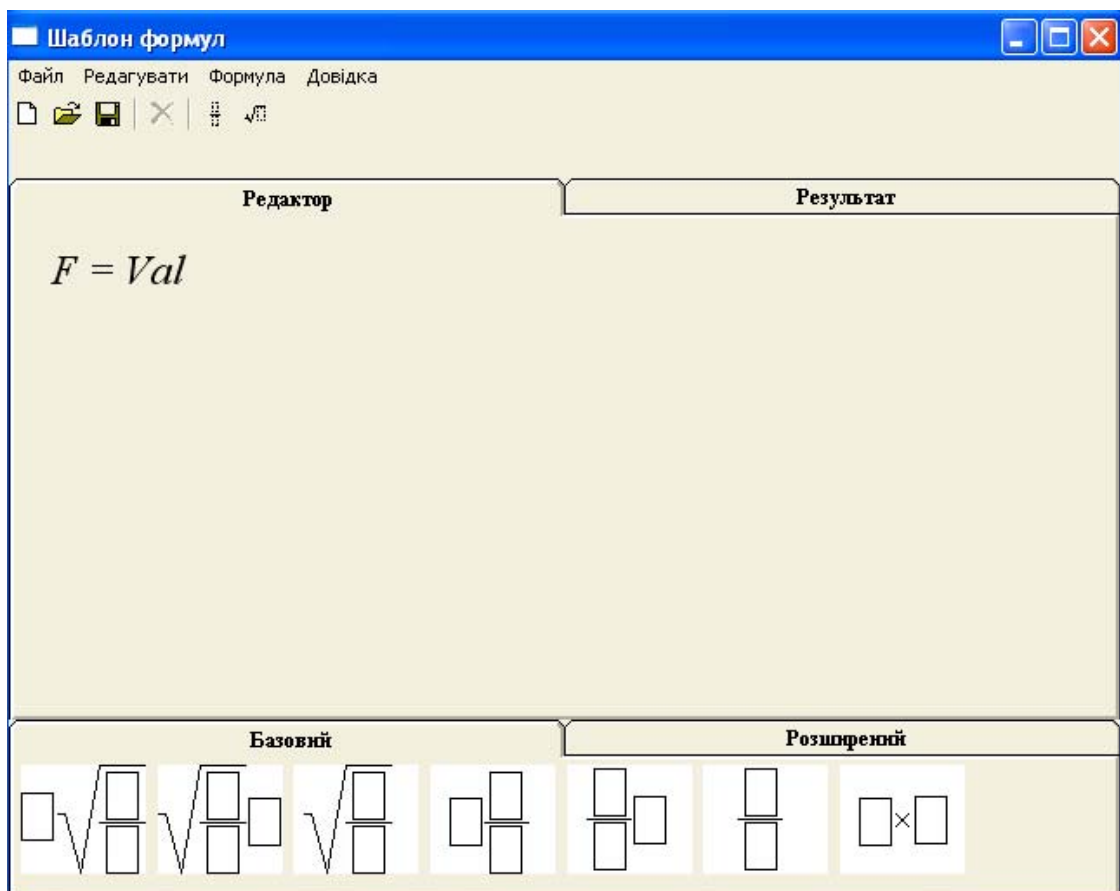 Шаблон формул
Файл Редагувати Формула Довідка
Редактор Результат
F = Val
Базовий Розширений